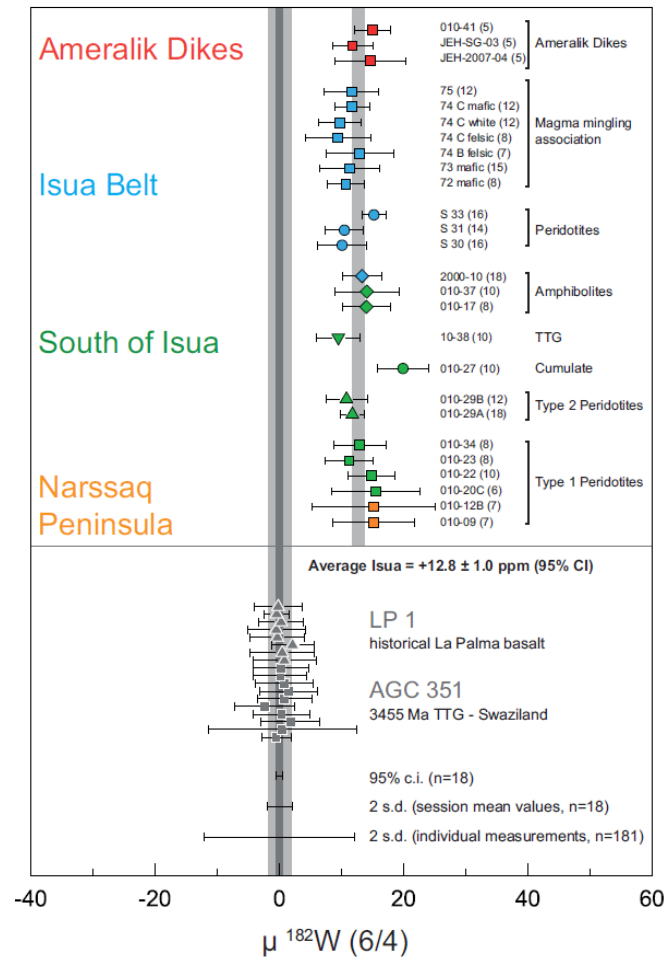 Ameralik Dikes
010-41 (5)
JEH-SG-03 (5)
JEH-2007-04 (5)
Ameralik Dikes
Isua Belt
75 (12)
74 C mafic (12)
74 C white (12)
74 C felsic (8)
74 B felsic (7)
73 mafic (15)
72 mafic (8)
Magma mingling
association
S 33 (16)
S 31 (14)
S 30 (16)
Peridotites
2000-10 (18)
010-37 (10)
010-17 (8)
Amphibolites
South of Isua
10-38 (10)
TTG
010-27 (10)
Cumulate
010-29B (12)
010-29A (18)
Type 2 Peridotites
Narssaq
Peninsula
010-34 (8)
010-23 (8)
010-22 (10)
010-20C (6)
010-12B (7)
010-09 (7)
Type 1 Peridotites
Average Isua = +12.8 ± 1.0 ppm (95% CI)
LP 1
historical La Palma basalt
AGC 351
3455 Ma TTG - Swaziland
95% c.i. (n=18)
2 s.d. (session mean values, n=18)
2 s.d. (individual measurements, n=181)
-40 -20 0 20 40 60
μ ¹⁸²W (6/4)